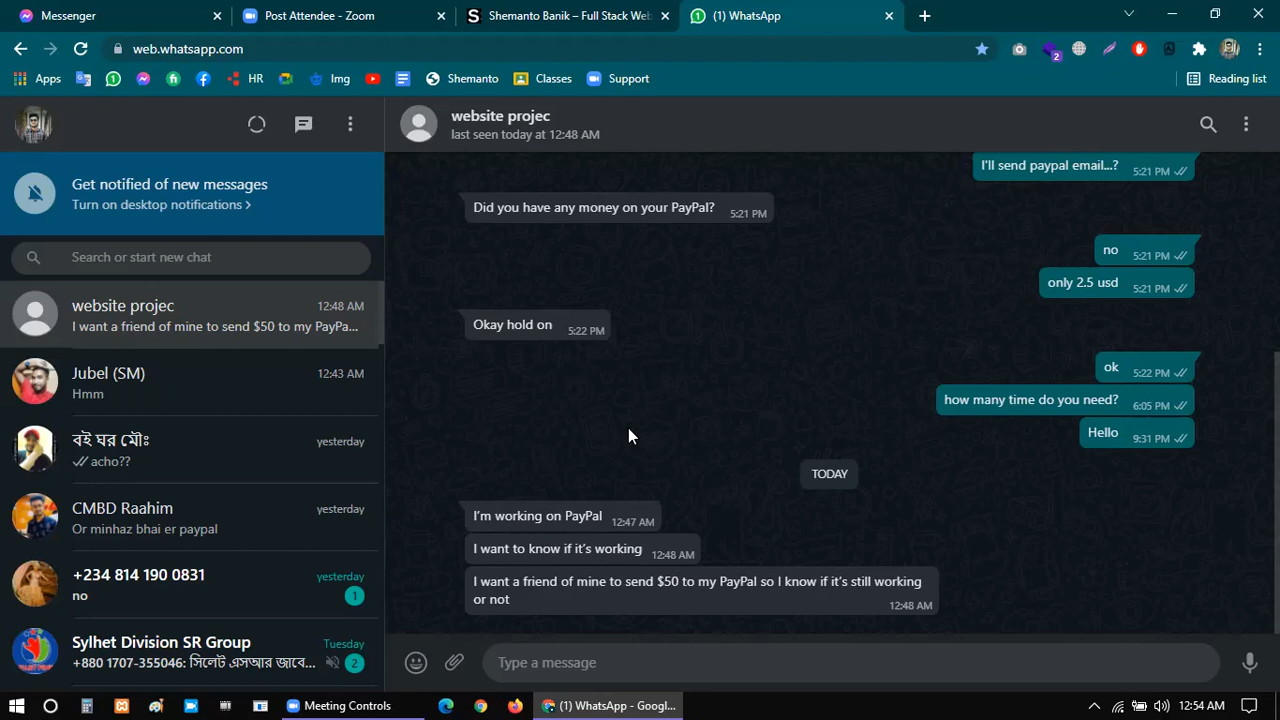 Messenger
Post Attendee - Zoom
Shemanto Banik – Full Stack Web
(1) WhatsApp
web.whatsapp.com
2
Apps
HR
Img
Shemanto
Classes
Support
Reading list
Get notified of new messages
Turn on desktop notifications >
Search or start new chat
website projec
12:48 AM
I want a friend of mine to send $50 to my PayPa...
Jubel (SM)
12:43 AM
Hmm
বই ঘর মৌঃ
yesterday
acho??
CMBD Raahim
yesterday
Or minhaz bhai er paypal
+234 814 190 0831
yesterday
no
1
Sylhet Division SR Group
Tuesday
+880 1707-355046: সিলেট এসআর জাবে...
2
website projec
last seen today at 12:48 AM
I'll send paypal email...?
5:21 PM
Did you have any money on your PayPal?
5:21 PM
no
5:21 PM
only 2.5 usd
5:21 PM
Okay hold on
5:22 PM
ok
5:22 PM
how many time do you need?
6:05 PM
Hello
9:31 PM
TODAY
I'm working on PayPal
12:47 AM
I want to know if it's working
12:48 AM
I want a friend of mine to send $50 to my PayPal so I know if it's still working
or not
12:48 AM
Type a message
Meeting Controls
(1) WhatsApp - Googl...
12:54 AM